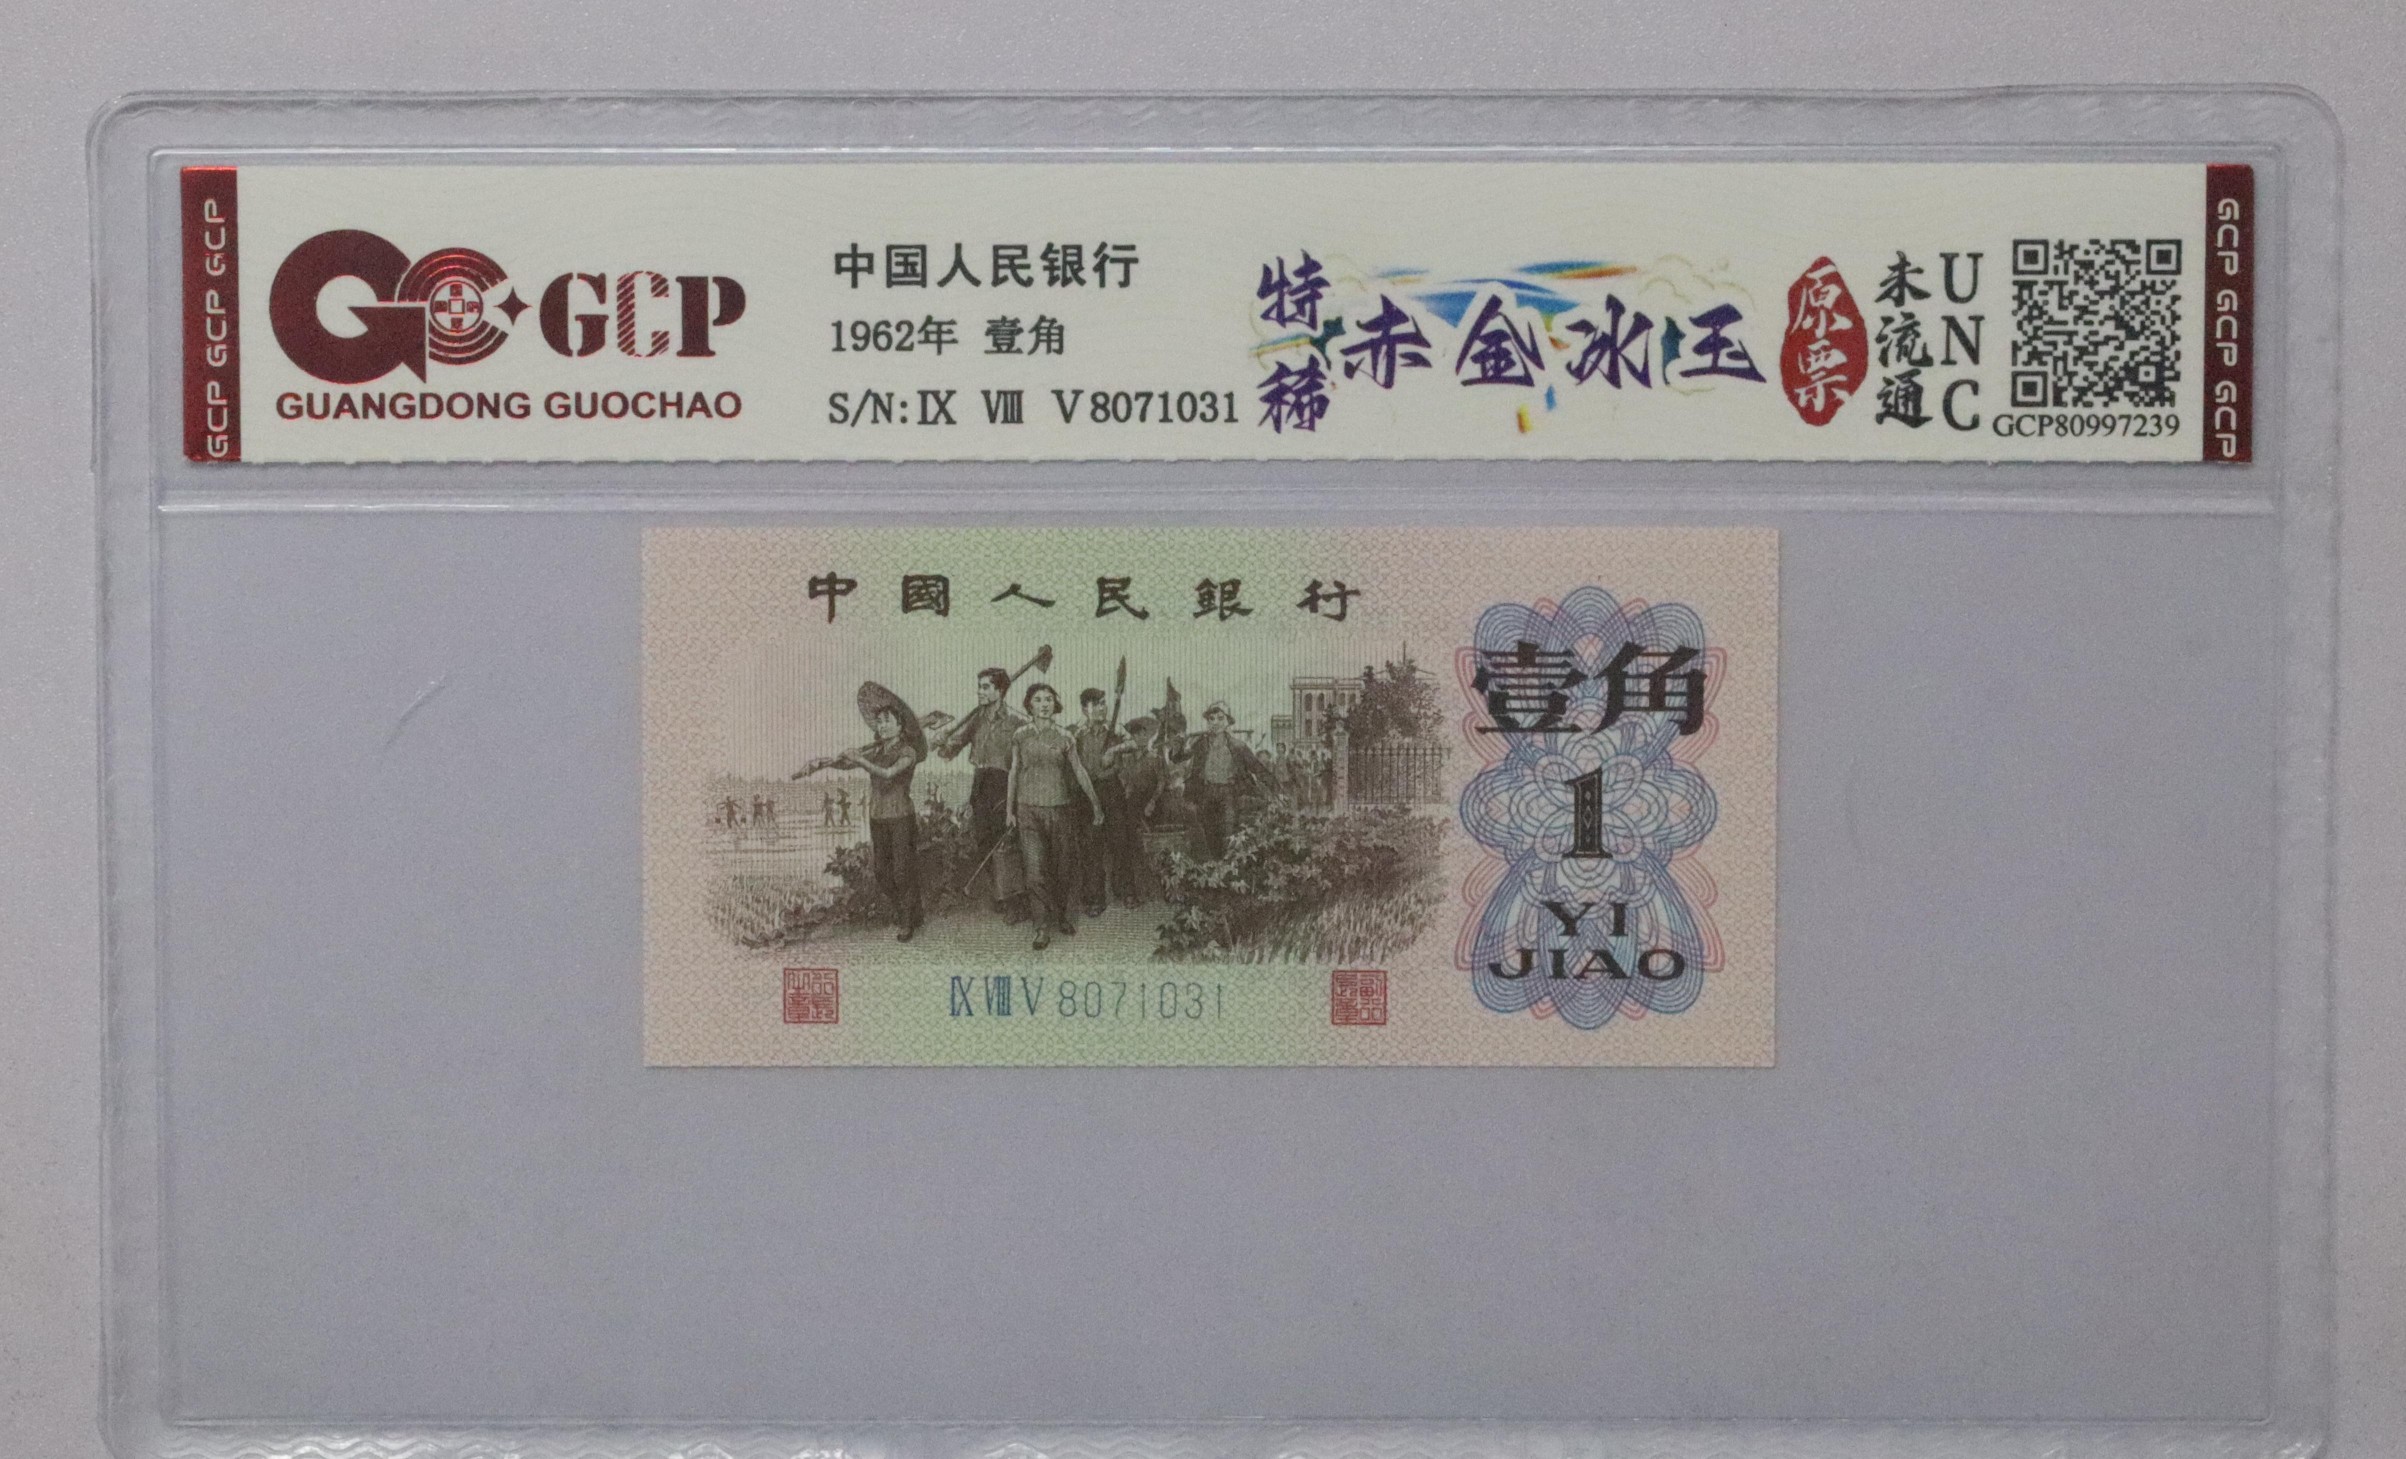 GCP GCP GCP
GCP
GUANGDONG GUOCHAO
中国人民银行
1962年 壹角
S/N:Ⅸ Ⅷ Ⅴ8071031
特稀
赤金冰玉
原票
未流通
UNC
GCP80997239
GCP GCP GCP
中國人民銀行
壹角
1
YI
JIAO
ⅨⅧⅤ8071031